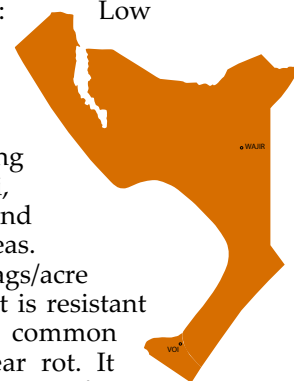 : Low
WAJIR
ng
nd
eas.
ngs/acre
t is resistant
common
ear rot. It
VOI